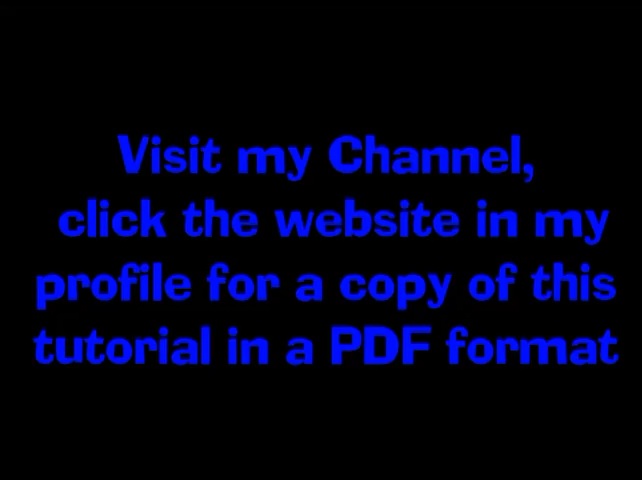 Visit my Channel,
click the website in my
profile for a copy of this
tutorial in a PDF format